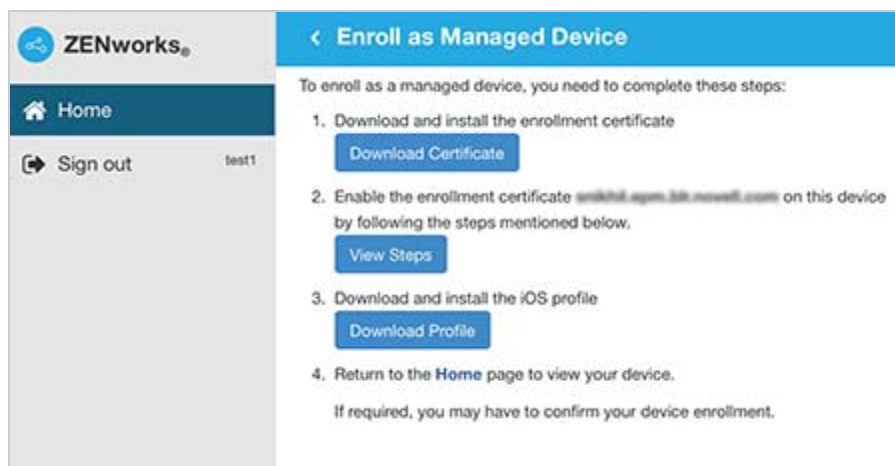 ZENworks®
Home
Sign out
test1
Enroll as Managed Device
To enroll as a managed device, you need to complete these steps:
1. Download and install the enrollment certificate
Download Certificate
2. Enable the enrollment certificate on this device
by following the steps mentioned below.
View Steps
3. Download and install the iOS profile
Download Profile
4. Return to the Home page to view your device.
If required, you may have to confirm your device enrollment.